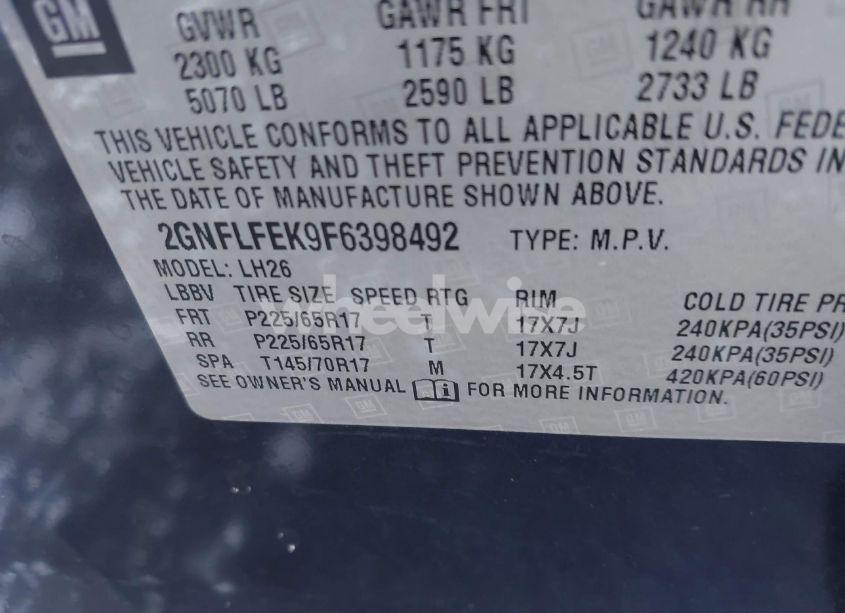 GM
GVWR GAWR FRT GAWR RR
2300 KG 1175 KG 1240 KG
5070 LB 2590 LB 2733 LB
THIS VEHICLE CONFORMS TO ALL APPLICABLE U.S. FEDE
VEHICLE SAFETY AND THEFT PREVENTION STANDARDS IN
THE DATE OF MANUFACTURE SHOWN ABOVE.
2GNFLFEK9F6398492 TYPE: M.P.V.
MODEL: LH26
LBBV TIRE SIZE SPEED RTG RIM COLD TIRE PR
FRT P225/65R17 T 17X7J 240KPA(35PSI)
RR P225/65R17 T 17X7J 240KPA(35PSI)
SPA T145/70R17 M 17X4.5T 420KPA(60PSI)
SEE OWNER'S MANUAL FOR MORE INFORMATION.
wheelwise